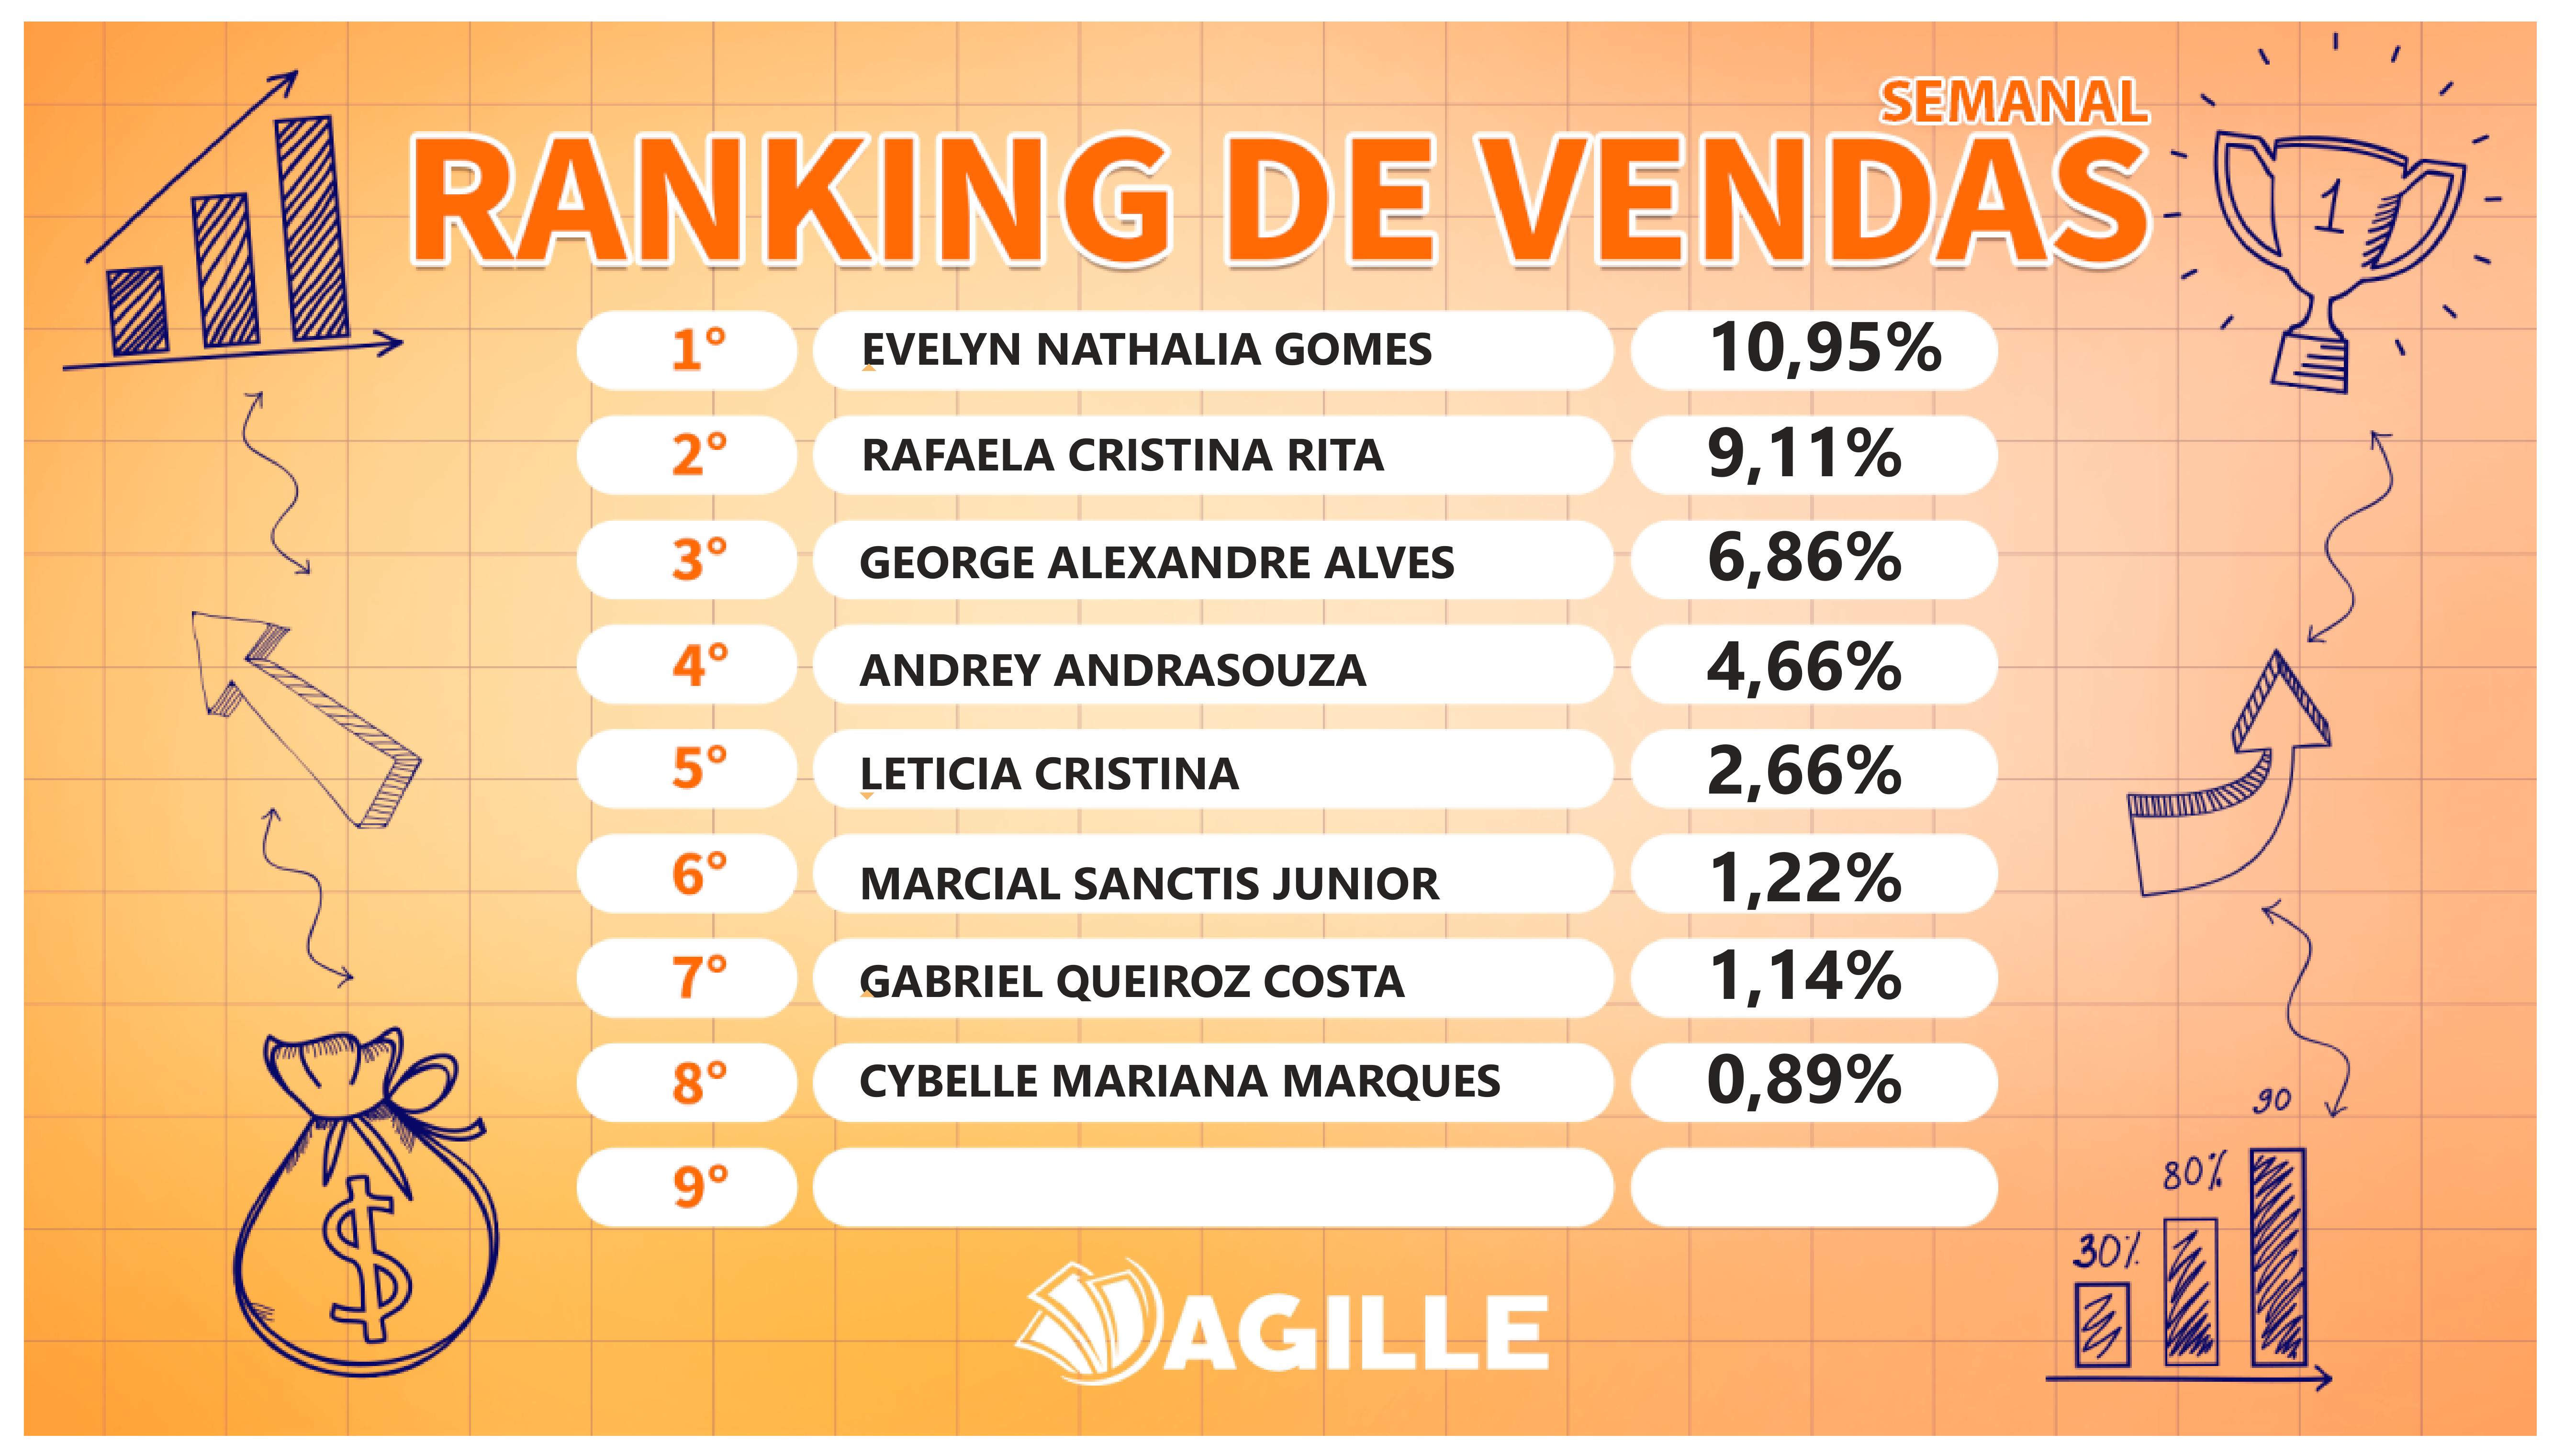 SEMANAL
RANKING DE VENDAS
1
1° EVELYN NATHALIA GOMES 10,95%
2° RAFAELA CRISTINA RITA 9,11%
3° GEORGE ALEXANDRE ALVES 6,86%
4° ANDREY ANDRASOUZA 4,66%
5° LETICIA CRISTINA 2,66%
6° MARCIAL SANCTIS JUNIOR 1,22%
7° GABRIEL QUEIROZ COSTA 1,14%
8° CYBELLE MARIANA MARQUES 0,89%
9°
90
80%
30%
$
AGILLE